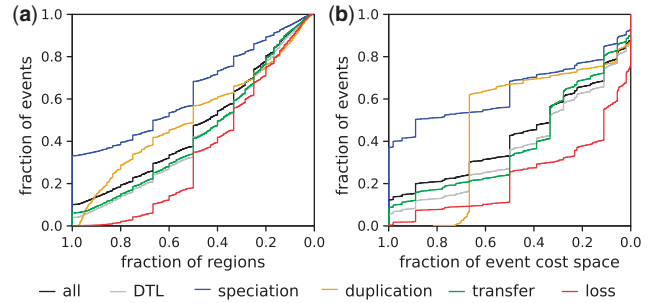 (a)
(b)
1.0
0.8
0.6
0.4
0.2
0.0
fraction of events
1.0 0.8 0.6 0.4 0.2 0.0
fraction of regions
1.0
0.8
0.6
0.4
0.2
0.0
fraction of events
1.0 0.8 0.6 0.4 0.2 0.0
fraction of event cost space
all DTL speciation duplication transfer loss